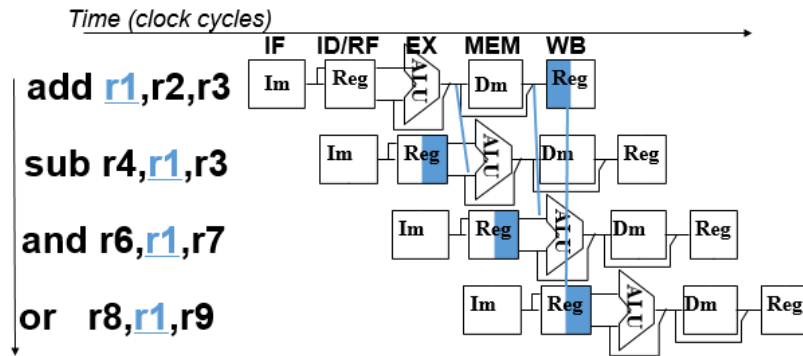 Time (clock cycles)
IF ID/RF EX MEM WB
add r1,r2,r3 Im Reg ALU Dm Reg
sub r4,r1,r3 Im Reg ALU Dm Reg
and r6,r1,r7 Im Reg ALU Dm Reg
or r8,r1,r9 Im Reg ALU Dm Reg